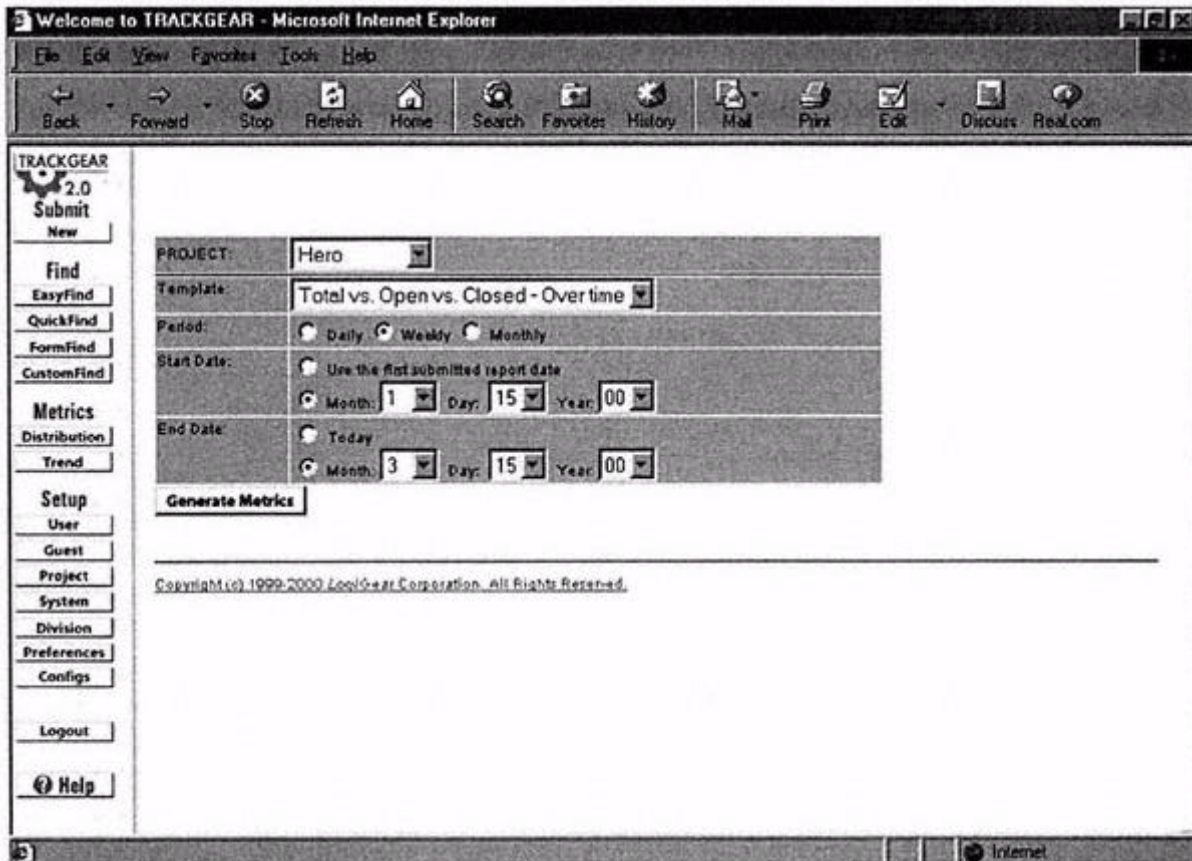 Welcome to TRACKGEAR - Microsoft Internet Explorer
File Edit View Favorites Tools Help
Back Forward Stop Refresh Home Search Favorites History Mail Print Edit Discuss Real.com
TRACKGEAR
2.0
Submit
New
Find
EasyFind
QuickFind
FormFind
CustomFind
Metrics
Distribution
Trend
Setup
User
Guest
Project
System
Division
Preferences
Configs
Logout
Help
PROJECT: Hero
Template: Total vs. Open vs. Closed - Over time
Period: Daily Weekly Monthly
Start Date: Use the first submitted report date
Month: 1 Day: 15 Year: 00
End Date: Today
Month: 3 Day: 15 Year: 00
Generate Metrics
Copyright (c) 1999-2000 LogiGear Corporation. All Rights Reserved.
Internet